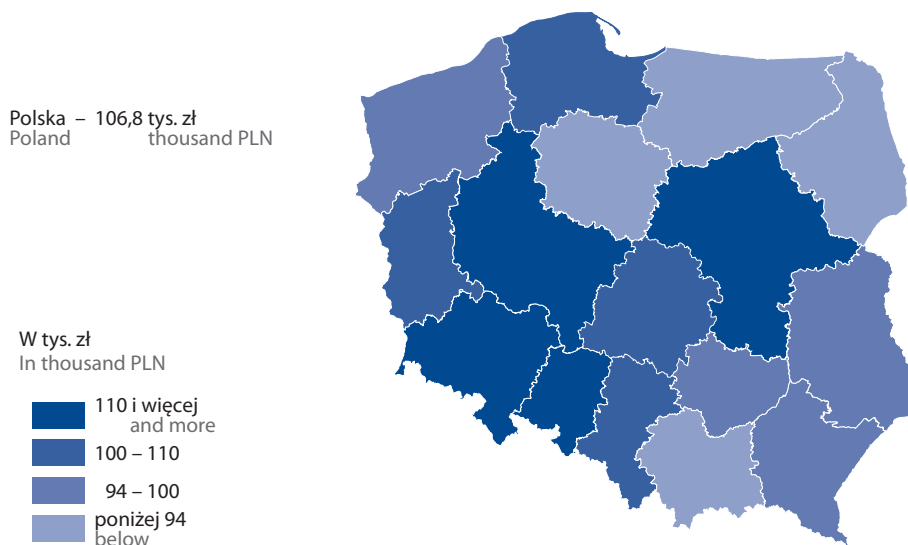 Polska – 106,8 tys. zł
Poland thousand PLN
W tys. zł
In thousand PLN
110 i więcej
and more
100 – 110
94 – 100
poniżej 94
below